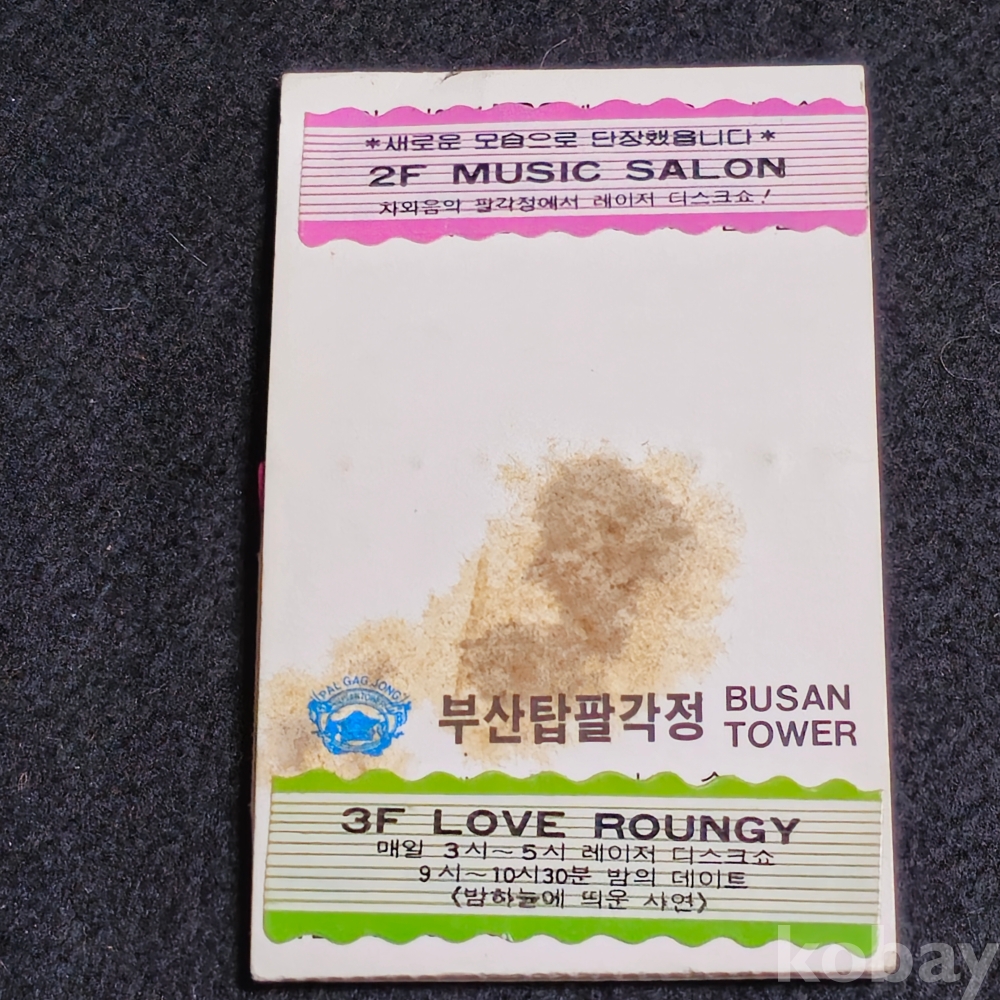 *새로운 모습으로 단장했읍니다*
2F MUSIC SALON
차와음의 팔각정에서 레이저 디스크쇼!
PAL GAG JONG
부산탑팔각정
BUSAN
TOWER
3F LOVE ROUNGY
매일 3시~5시 레이저 디스크쇼
9시~10시30분 밤의 데이트
〈밤하늘에 띄운 사연〉
kobay